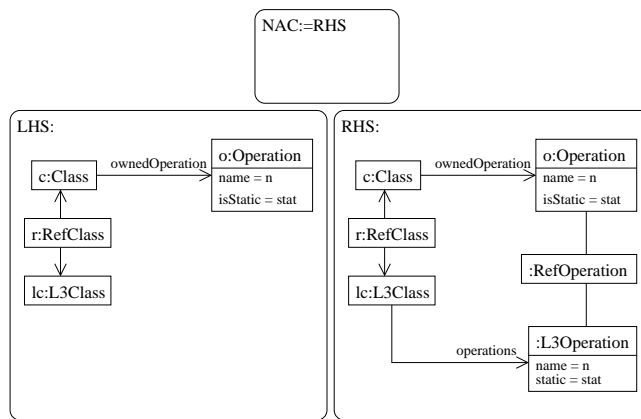 NAC:=RHS
LHS:
ownedOperation
o:Operation
name = n
isStatic = stat
c:Class
r:RefClass
lc:L3Class
RHS:
ownedOperation
o:Operation
name = n
isStatic = stat
c:Class
r:RefClass
:RefOperation
lc:L3Class
operations
:L3Operation
name = n
static = stat